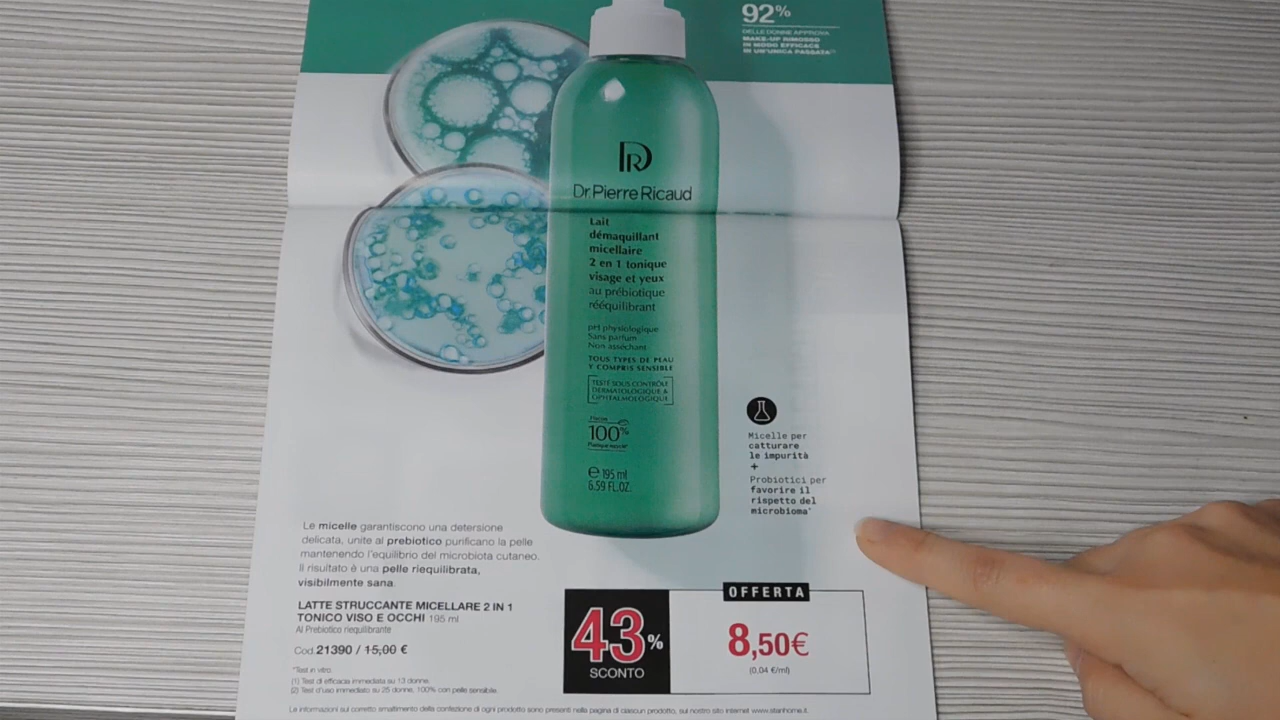 92%
DELLE DONNE APPROVA
MAKE-UP RIMOSSO
IN MODO EFFICACE
IN UN'UNICA PASSATA
DR
Dr. Pierre Ricaud
Lait
démaquillant
micellaire
2 en 1 tonique
visage et yeux
au prébiotique
rééquilibrant
pH physiologique
Sans parfum
Non asséchant
TOUS TYPES DE PEAU
Y COMPRIS SENSIBLE
TESTÉ SOUS CONTRÔLE
DERMATOLOGIQUE &
OPHTALMOLOGIQUE
100%
e 195 ml
6.59 FL.OZ.
Micelle per
catturare
le impurità
+
Probiotici per
favorire il
rispetto del
microbioma*
Le micelle garantiscono una detersione
delicata, unite al prebiotico purificano la pelle
mantenendo l'equilibrio del microbiota cutaneo.
Il risultato è una pelle riequilibrata,
visibilmente sana.
LATTE STRUCCANTE MICELLARE 2 IN 1
TONICO VISO E OCCHI 195 ml
Al Prebiotico riequilibrante
Cod. 21390 / 15,00 €
*Test in vitro.
(1) Test di efficacia immediata su 13 donne.
(2) Test d'uso immediato su 25 donne, 100% con pelle sensibile.
43%
SCONTO
OFFERTA
8,50€
(0,04 €/ml)
Le informazioni sul corretto smaltimento della confezione di ogni prodotto sono presenti nella pagina di ciascun prodotto, sul nostro sito internet www.stanhome.it.